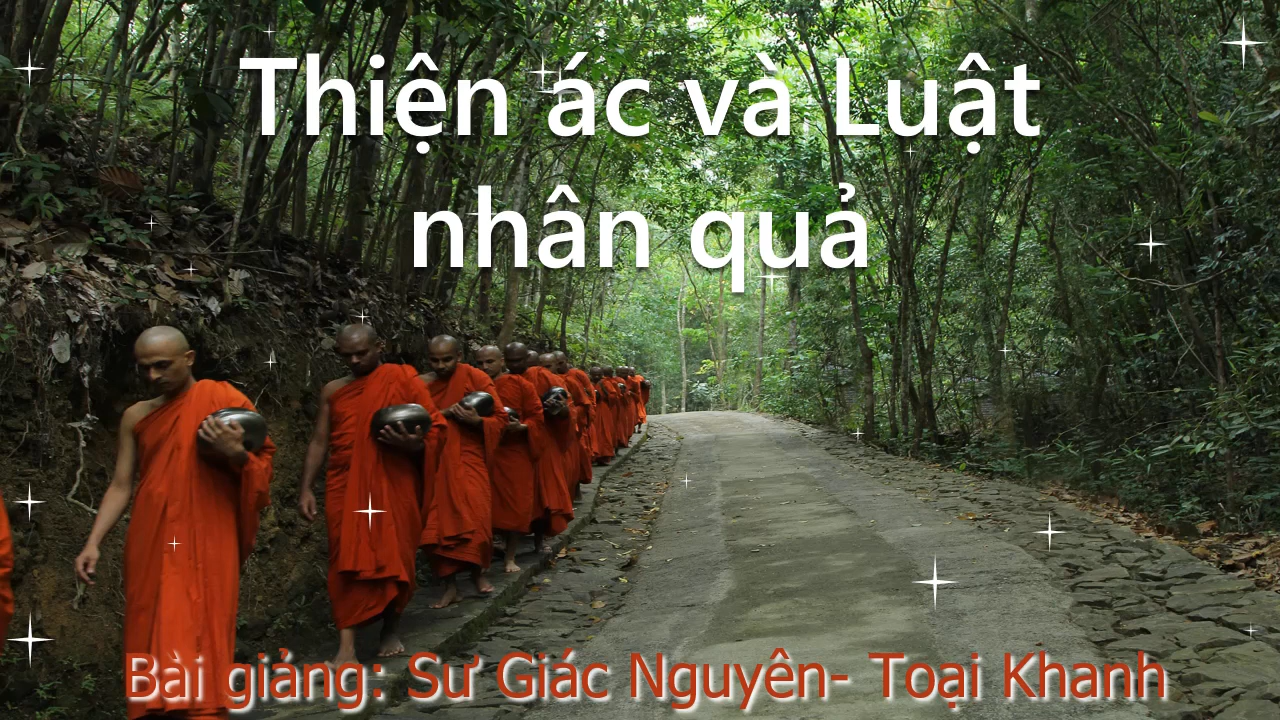 Thiện ác và Luật
nhân quả
Bài giảng: Sư Giác Nguyên- Toại Khanh